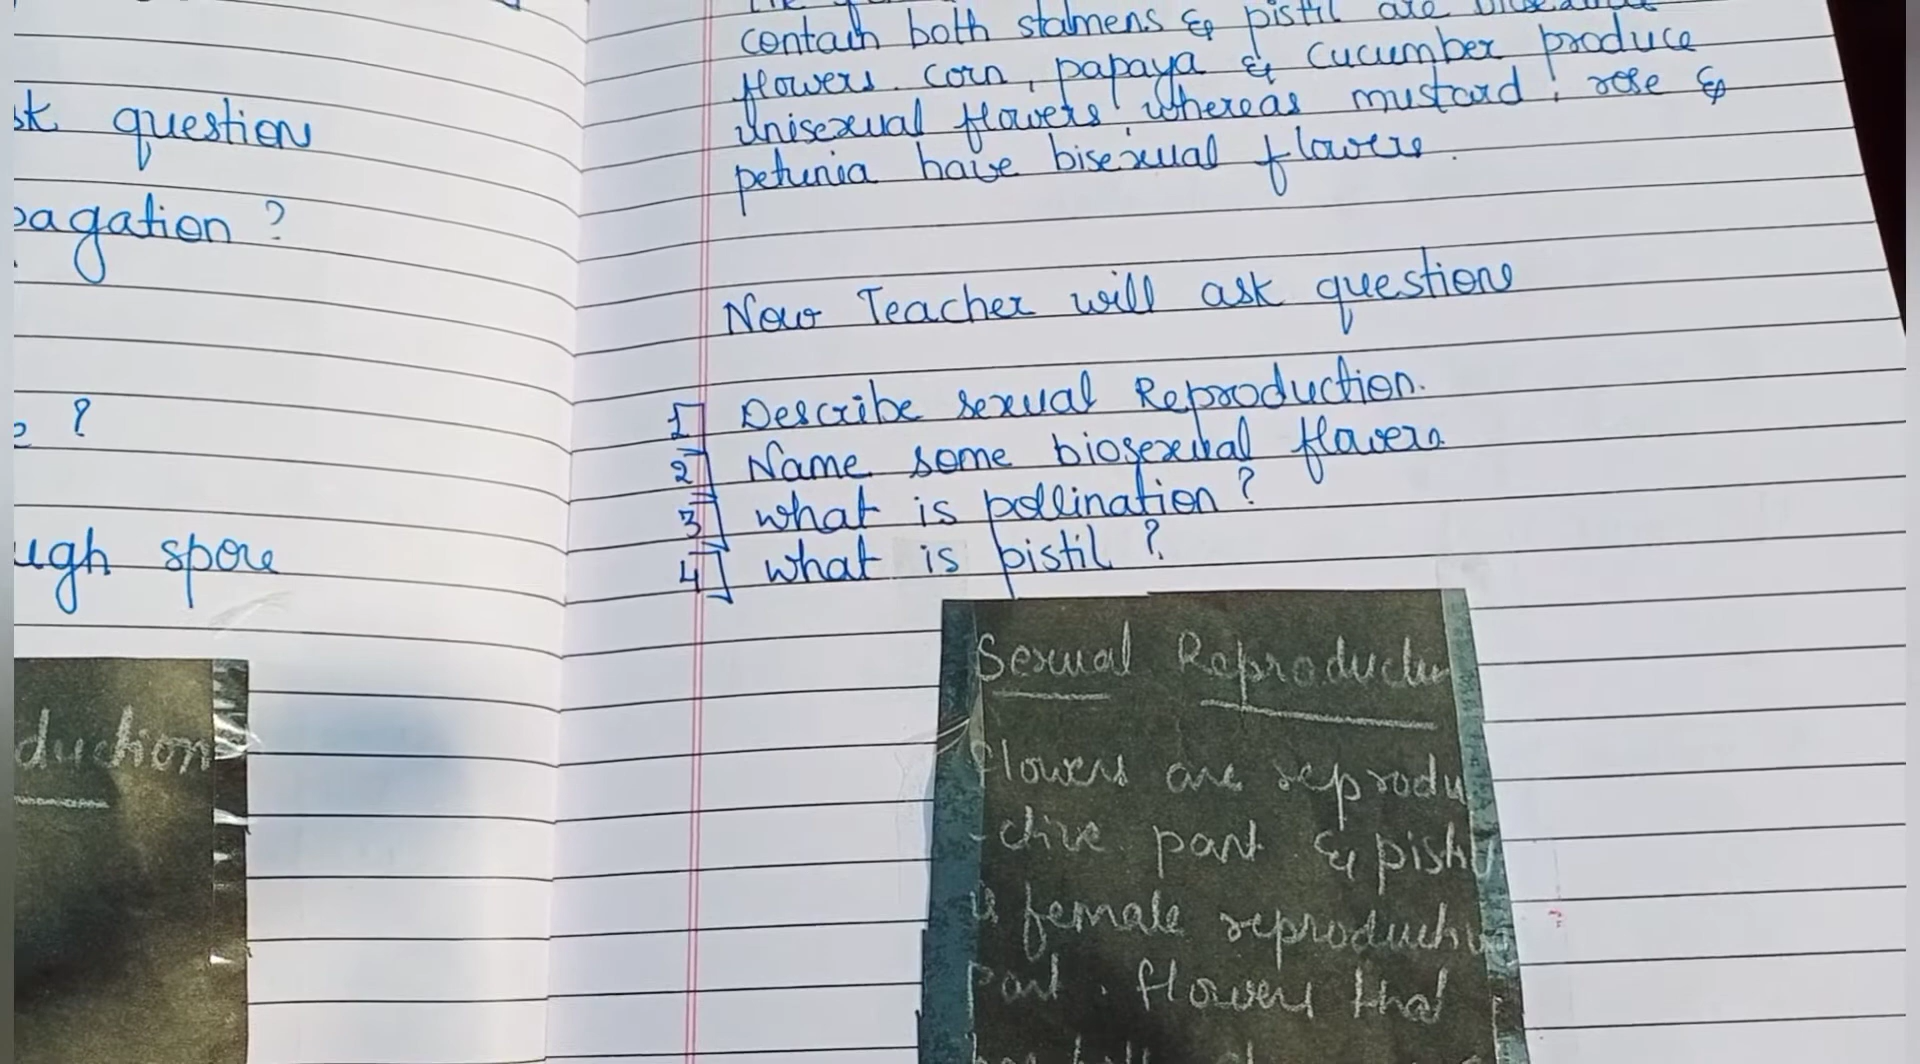 sk question
pagation ?
?
ugh spore
duction
contain both stamens & pistil are
flowers. Corn, papaya & cucumber produce
unisexual flowers whereas mustard, rose &
petunia have bisexual flowers.
Now Teacher will ask questions
1] Describe sexual Reproduction.
2] Name some biosexual flowers
3] what is pollination ?
4] what is pistil ?
Sexual Reproductio
flowers are reprodu
-ctive part & pistil
is female reproductive
part. flowers that